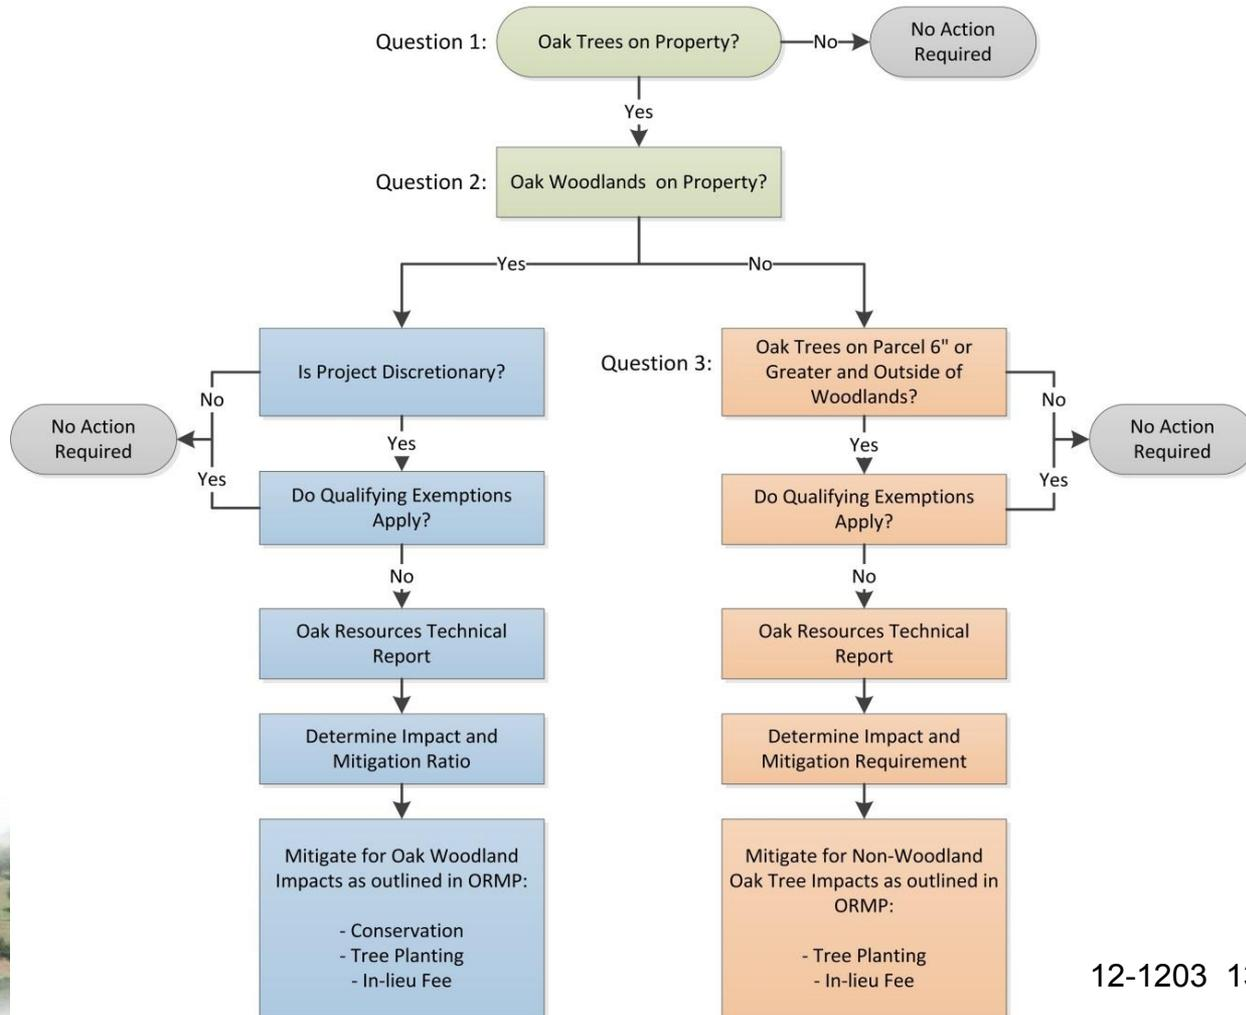 Question 1:
Oak Trees on Property?
No
No Action
Required
Yes
Question 2:
Oak Woodlands on Property?
Yes
No
Is Project Discretionary?
No
Yes
No Action
Required
Yes
Do Qualifying Exemptions
Apply?
No
Oak Resources Technical
Report
Determine Impact and
Mitigation Ratio
Mitigate for Oak Woodland
Impacts as outlined in ORMP:
- Conservation
- Tree Planting
- In-lieu Fee
Question 3:
Oak Trees on Parcel 6" or
Greater and Outside of
Woodlands?
No
Yes
No Action
Required
Yes
Do Qualifying Exemptions
Apply?
No
Oak Resources Technical
Report
Determine Impact and
Mitigation Requirement
Mitigate for Non-Woodland
Oak Tree Impacts as outlined in
ORMP:
- Tree Planting
- In-lieu Fee
12-1203